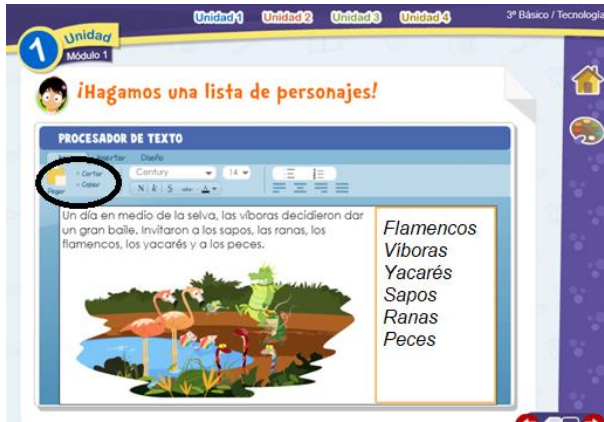 Unidad 1 Unidad 2 Unidad 3 Unidad 4
3º Básico / Tecnología
1 Unidad
Módulo 1
¡Hagamos una lista de personajes!
PROCESADOR DE TEXTO
Insertar Diseño
Cortar
Copiar
Pegar
Century 14
N k S abc A
Un día en medio de la selva, las víboras decidieron dar
un gran baile. Invitaron a los sapos, las ranas, los
flamencos, los yacarés y a los peces.
Flamencos
Viboras
Yacarés
Sapos
Ranas
Peces